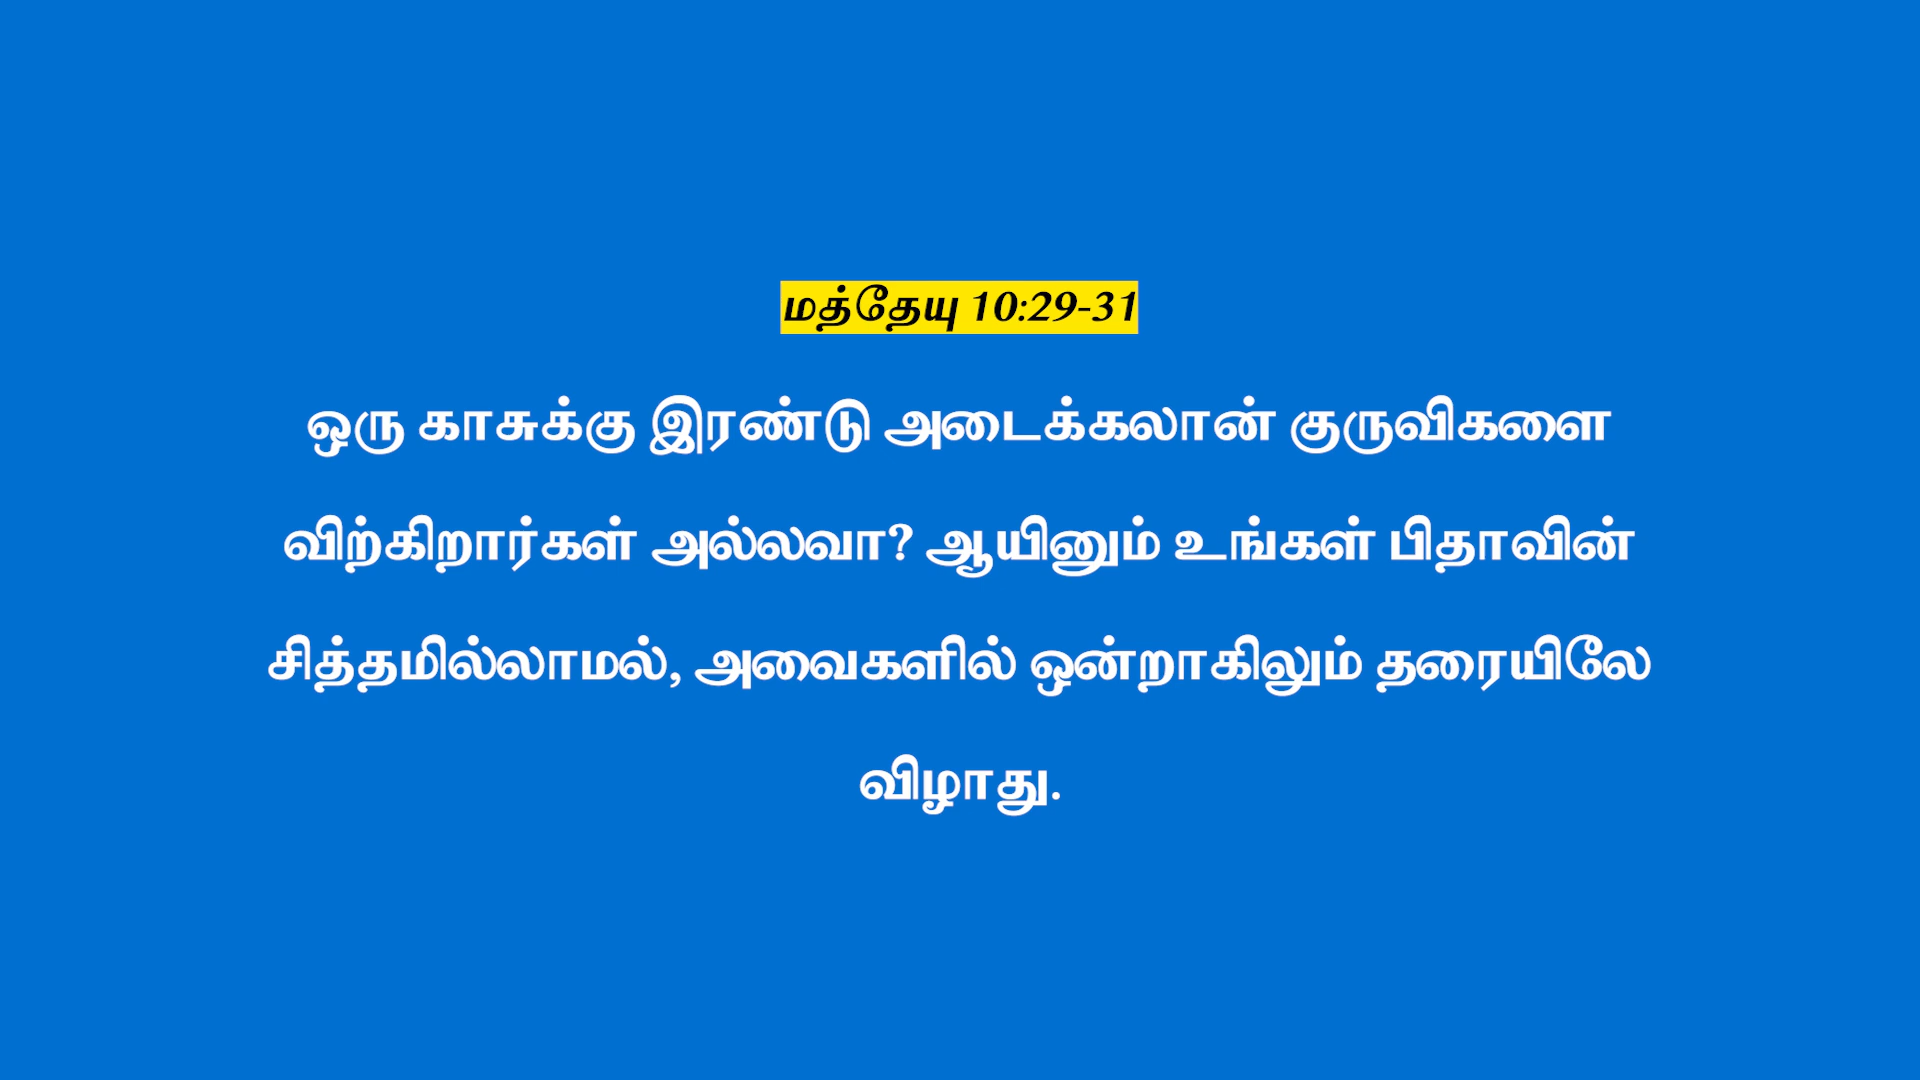 மத்தேயு 10:29-31
ஒரு காசுக்கு இரண்டு அடைக்கலான் குருவிகளை
விற்கிறார்கள் அல்லவா? ஆயினும் உங்கள் பிதாவின்
சித்தமில்லாமல், அவைகளில் ஒன்றாகிலும் தரையிலே
விழாது.